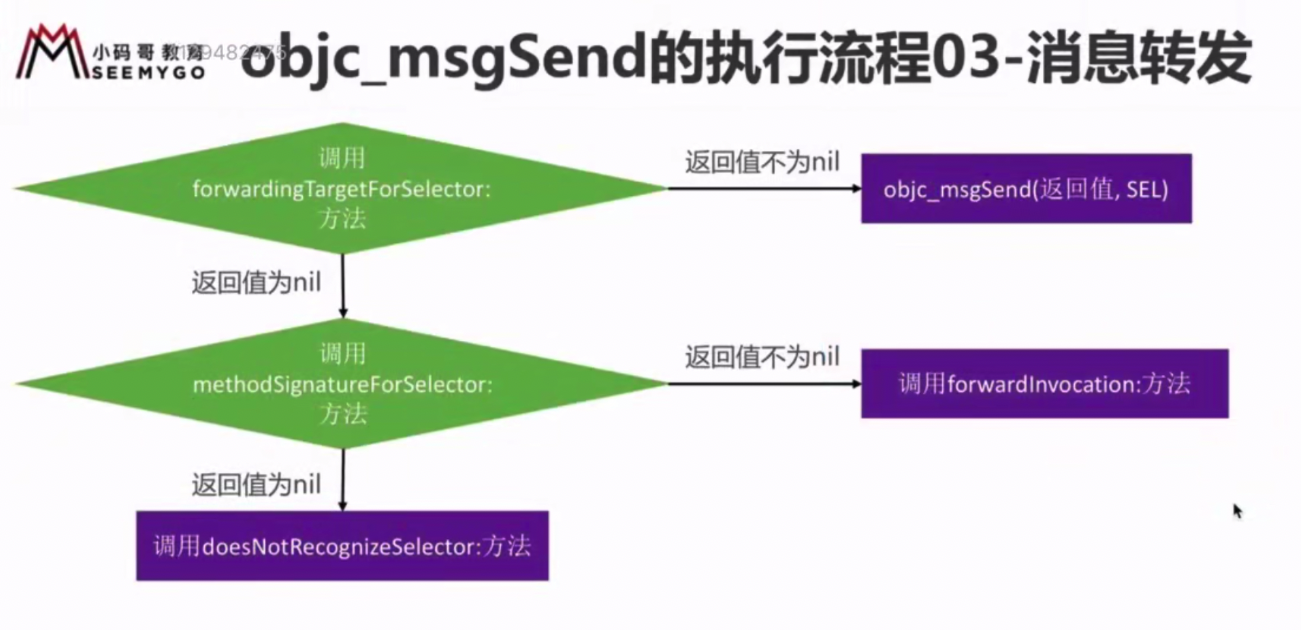 小码哥教育
SEEMYGO
objc_msgSend的执行流程03-消息转发
调用
forwardingTargetForSelector:
方法
返回值不为nil
objc_msgSend(返回值, SEL)
返回值为nil
调用
methodSignatureForSelector:
方法
返回值不为nil
调用forwardInvocation:方法
返回值为nil
调用doesNotRecognizeSelector:方法